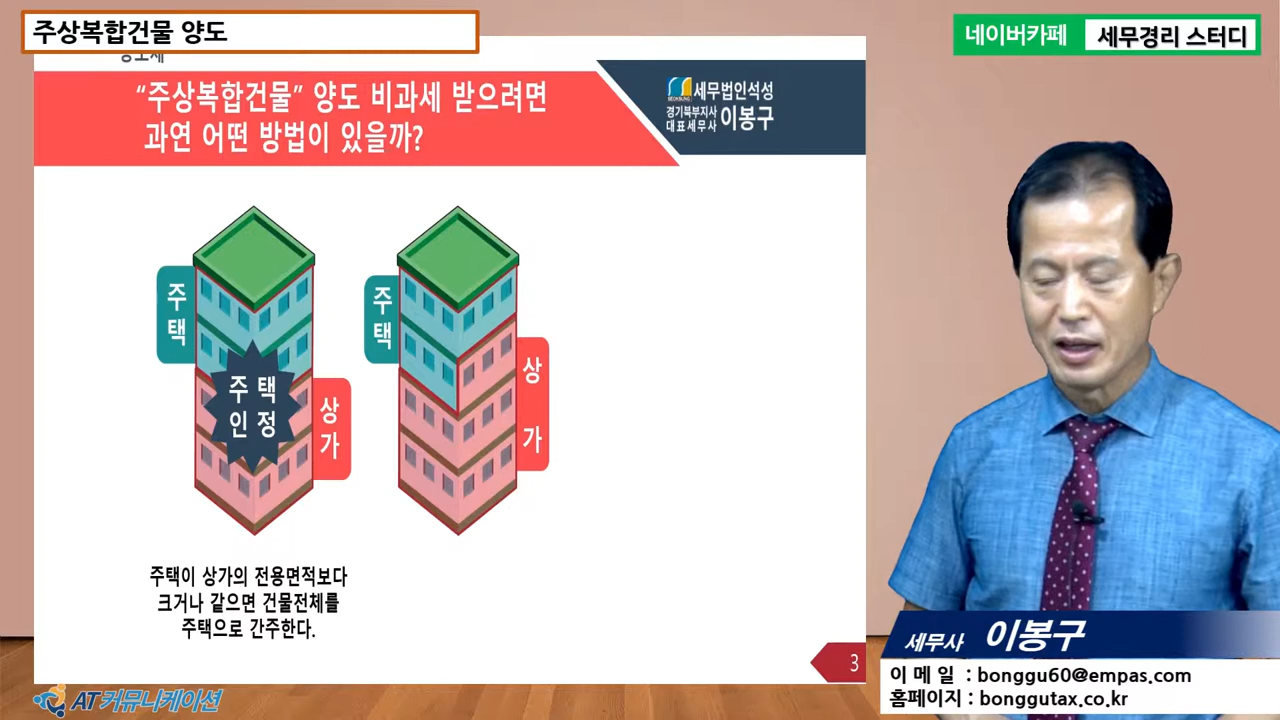 주상복합건물 양도
네이버카페 세무경리 스터디
양도세
“주상복합건물” 양도 비과세 받으려면
과연 어떤 방법이 있을까?
세무법인석성
경기북부지사
대표세무사 이봉구
주택
주택
주택
인정
상가
상가
주택이 상가의 전용면적보다
크거나 같으면 건물전체를
주택으로 간주한다.
3
세무사 이봉구
이 메 일 : bonggu60@empas.com
홈페이지 : bonggutax.co.kr
AT커뮤니케이션